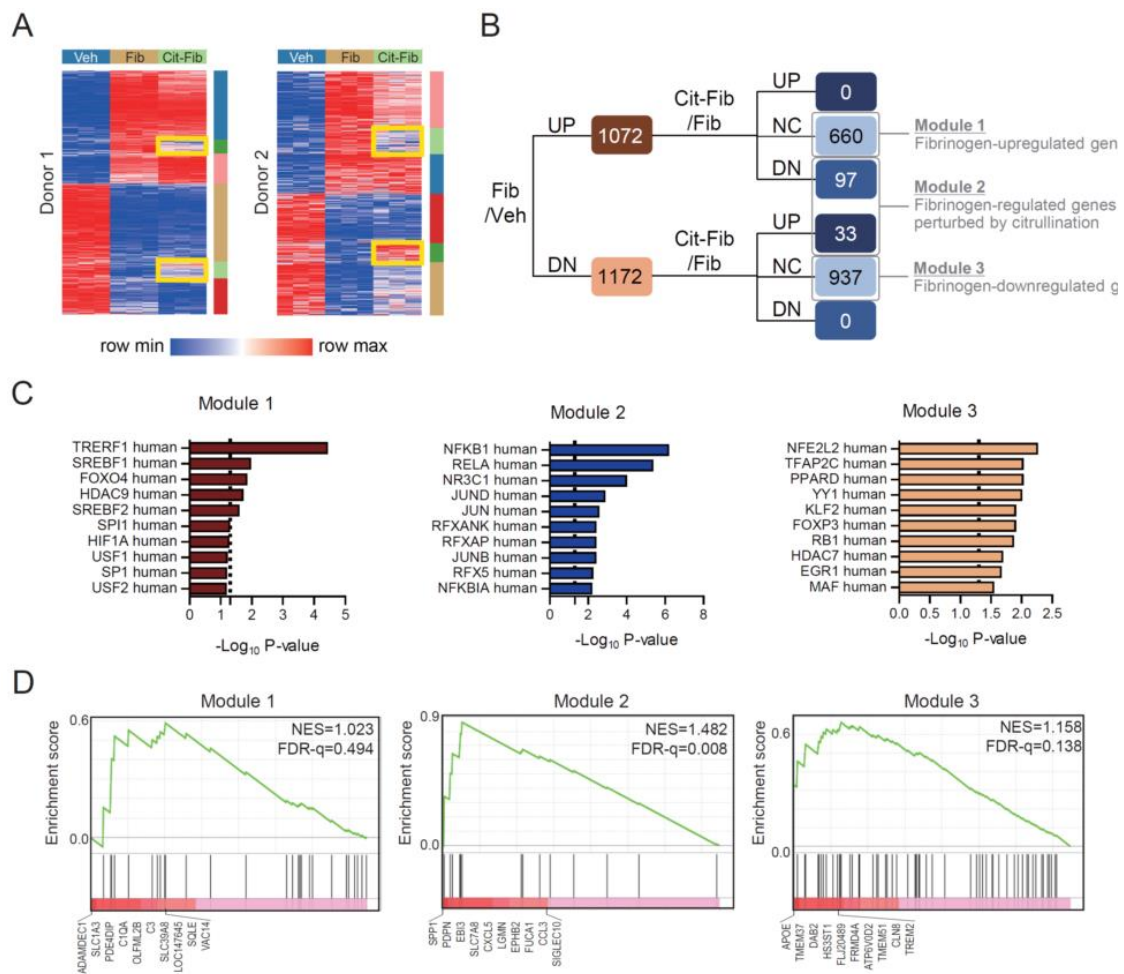 A
Veh Fib Cit-Fib
Donor 1
Veh Fib Cit-Fib
Donor 2
row min
row max
B
Fib
/Veh
UP
1072
Cit-Fib
/Fib
UP
0
NC
660
DN
97
DN
1172
Cit-Fib
/Fib
UP
33
NC
937
DN
0
Module 1
Fibrinogen-upregulated gen
Module 2
Fibrinogen-regulated genes
perturbed by citrullination
Module 3
Fibrinogen-downregulated g
C
Module 1
TRERF1 human
SREBF1 human
FOXO4 human
HDAC9 human
SREBF2 human
SPI1 human
HIF1A human
USF1 human
SP1 human
USF2 human
0 1 2 3 4 5
-Log10 P-value
Module 2
NFKB1 human
RELA human
NR3C1 human
JUND human
JUN human
RFXANK human
RFXAP human
JUNB human
RFX5 human
NFKBIA human
0 2 4 6 8
-Log10 P-value
Module 3
NFE2L2 human
TFAP2C human
PPARD human
YY1 human
KLF2 human
FOXP3 human
RB1 human
HDAC7 human
EGR1 human
MAF human
0.0 0.5 1.0 1.5 2.0 2.5
-Log10 P-value
D
Module 1
Enrichment score
0.6
0.0
NES=1.023
FDR-q=0.494
ADAMDEC1
SLC1A3
PDE4DIP
C1QA
OLFML2B
C3
SLC39A8
LOC147645
SQLE
VAC14
Module 2
Enrichment score
0.9
0.0
NES=1.482
FDR-q=0.008
SPP1
PDPN
EBI3
SLC7A8
CXCL5
LGMN
EPHB2
FUCA1
CCL3
SIGLEC10
Module 3
Enrichment score
0.6
0.0
NES=1.158
FDR-q=0.138
APOE
TMEM37
DAB2
HS3ST1
FLJ20489
FRMD4A
ATP6V0D2
TMEM51
CLN8
TREM2